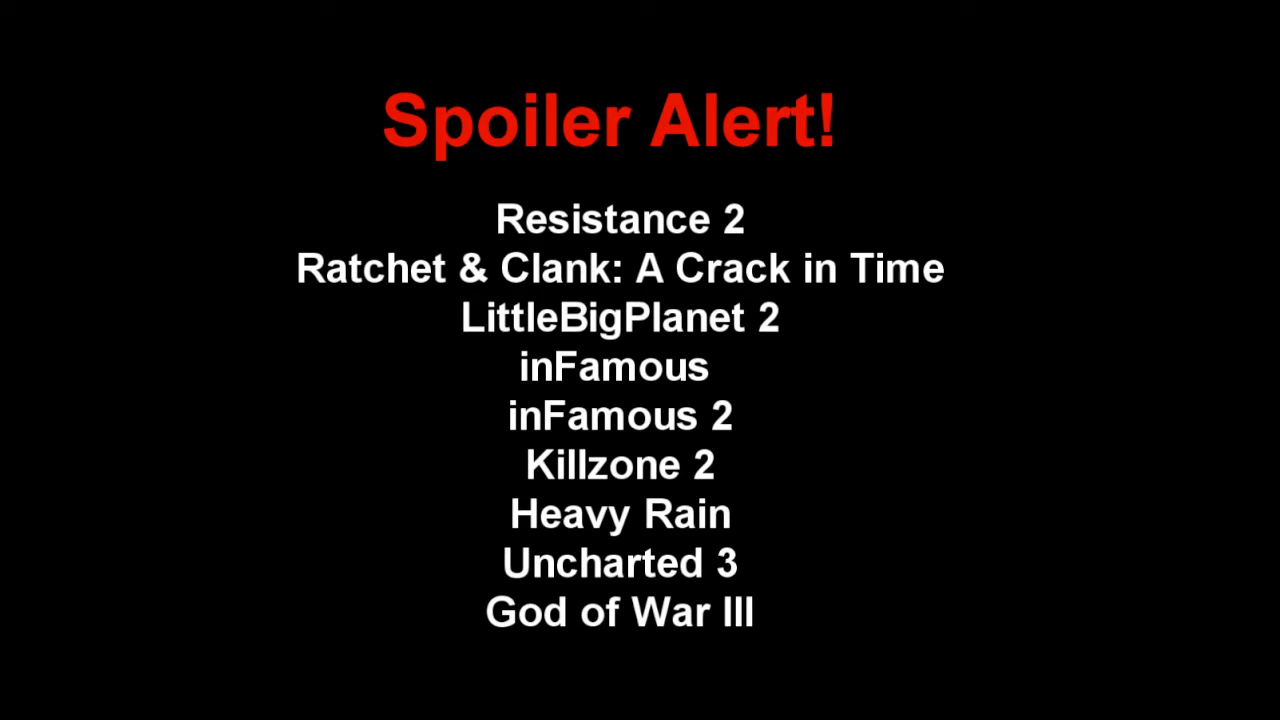 Spoiler Alert!
Resistance 2
Ratchet & Clank: A Crack in Time
LittleBigPlanet 2
inFamous
inFamous 2
Killzone 2
Heavy Rain
Uncharted 3
God of War III